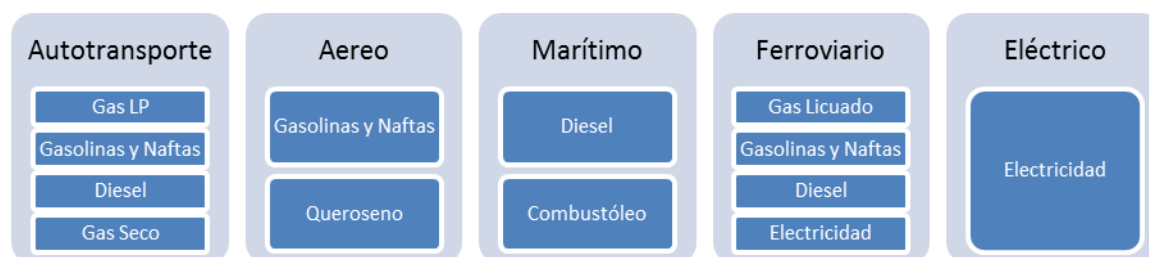 Autotransporte
Gas LP
Gasolinas y Naftas
Diesel
Gas Seco
Aereo
Gasolinas y Naftas
Queroseno
Marítimo
Diesel
Combustóleo
Ferroviario
Gas Licuado
Gasolinas y Naftas
Diesel
Electricidad
Eléctrico
Electricidad